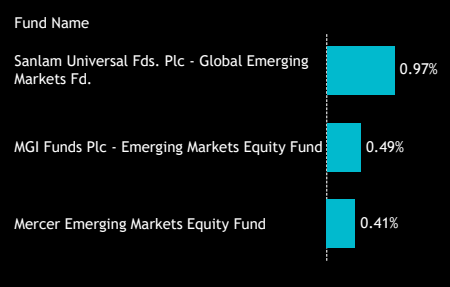 Fund Name
Sanlam Universal Fds. Plc - Global Emerging
Markets Fd.
0.97%
MGI Funds Plc - Emerging Markets Equity Fund
0.49%
Mercer Emerging Markets Equity Fund
0.41%